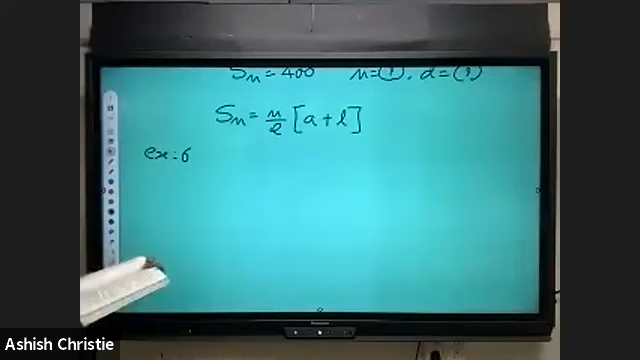 Sn = 400 n = (?), d = (?)
Sn = n/2 [a + l]
ex: 6
Ashish Christie